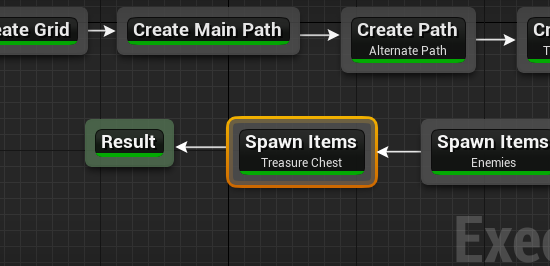 eate Grid
Create Main Path
Create Path
Alternate Path
Cr
T
Result
Spawn Items
Treasure Chest
Spawn Items
Enemies
Exec